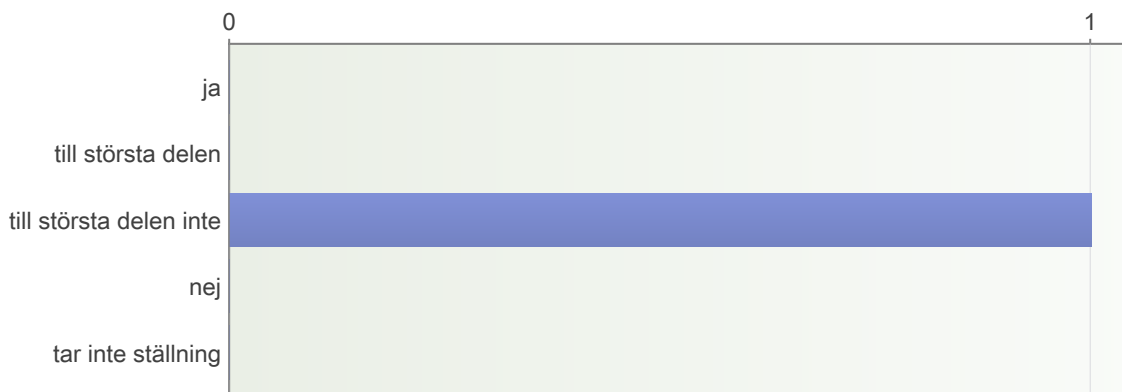 0 1
ja
till största delen
till största delen inte
nej
tar inte ställning